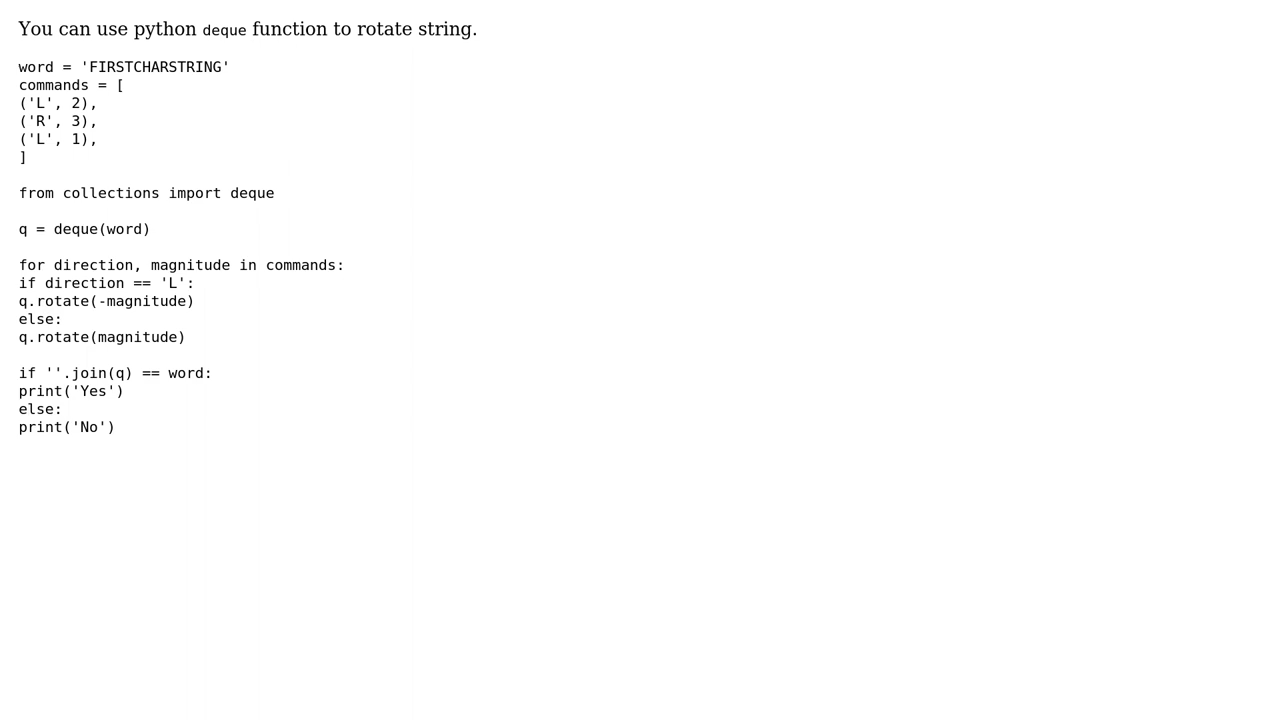 You can use python deque function to rotate string.
word = 'FIRSTCHARSTRING'
commands = [
('L', 2),
('R', 3),
('L', 1),
]
from collections import deque
q = deque(word)
for direction, magnitude in commands:
if direction == 'L':
q.rotate(-magnitude)
else:
q.rotate(magnitude)
if ''.join(q) == word:
print('Yes')
else:
print('No')